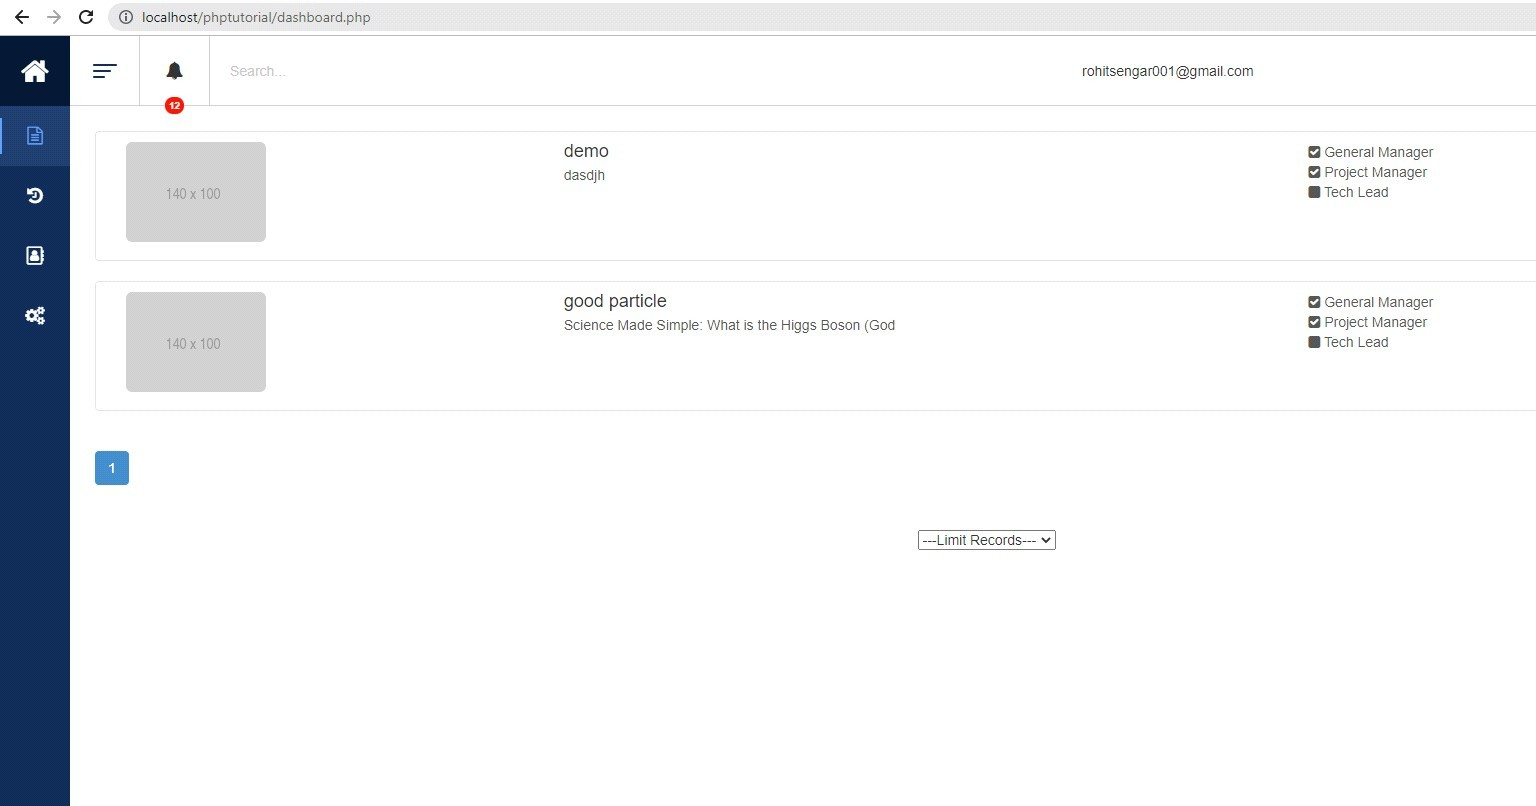 localhost/phptutorial/dashboard.php
Search...
rohitsengar001@gmail.com
12
140 x 100
demo
dasdjh
General Manager
Project Manager
Tech Lead
140 x 100
good particle
Science Made Simple: What is the Higgs Boson (God
General Manager
Project Manager
Tech Lead
1
---Limit Records---